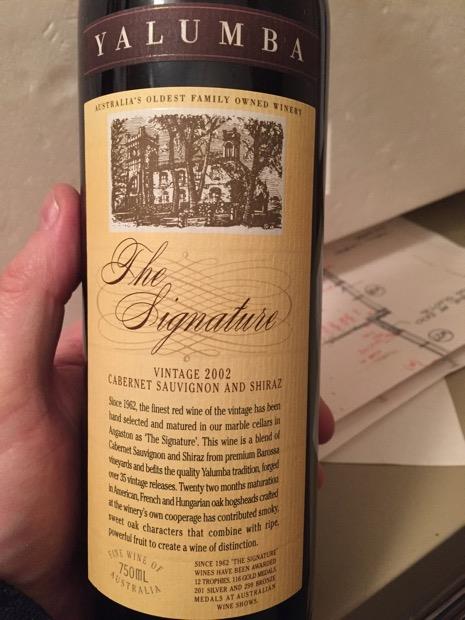 YALUMBA
AUSTRALIA'S OLDEST FAMILY OWNED WINERY
The
Signature
VINTAGE 2002
CABERNET SAUVIGNON AND SHIRAZ
Since 1962, the finest red wine of the vintage has been
hand selected and matured in our marble cellars in
Angaston as 'The Signature'. This wine is a blend of
Cabernet Sauvignon and Shiraz from premium Barossa
vineyards and befits the quality Yalumba tradition, forged
over 35 vintage releases. Twenty two months maturation
in American, French and Hungarian oak hogsheads crafted
at the winery's own cooperage has contributed smoky,
sweet oak characters that combine with ripe,
powerful fruit to create a wine of distinction.
FINE WINE OF
750ML
AUSTRALIA
SINCE 1962 'THE SIGNATURE'
WINES HAVE BEEN AWARDED
12 TROPHIES, 116 GOLD MEDALS,
201 SILVER AND 299 BRONZE
MEDALS AT AUSTRALIAN
WINE SHOWS.